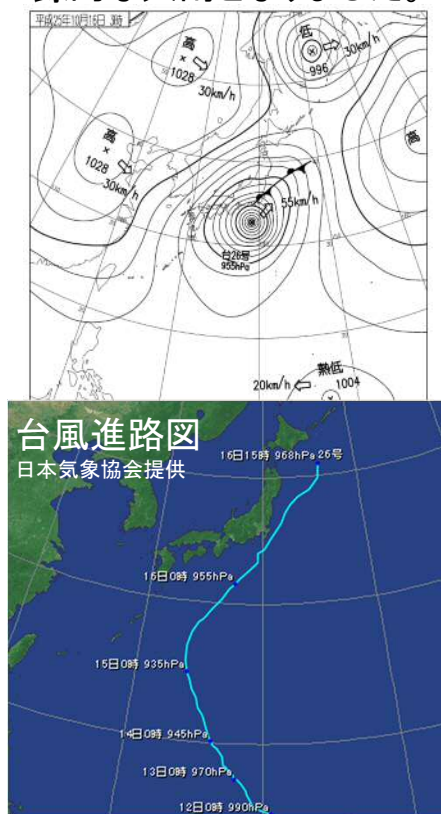 平成25年10月16日 3時
低
996
30km/h
高
1028
30km/h
高
高
1028
30km/h
55km/h
台26号
955hPa
熱低
20km/h
1004
台風進路図
日本気象協会提供
16日15時 968hPa 26号
16日0時 955hPa
15日0時 935hPa
14日0時 945hPa
13日0時 970hPa
12日0時 990hPa